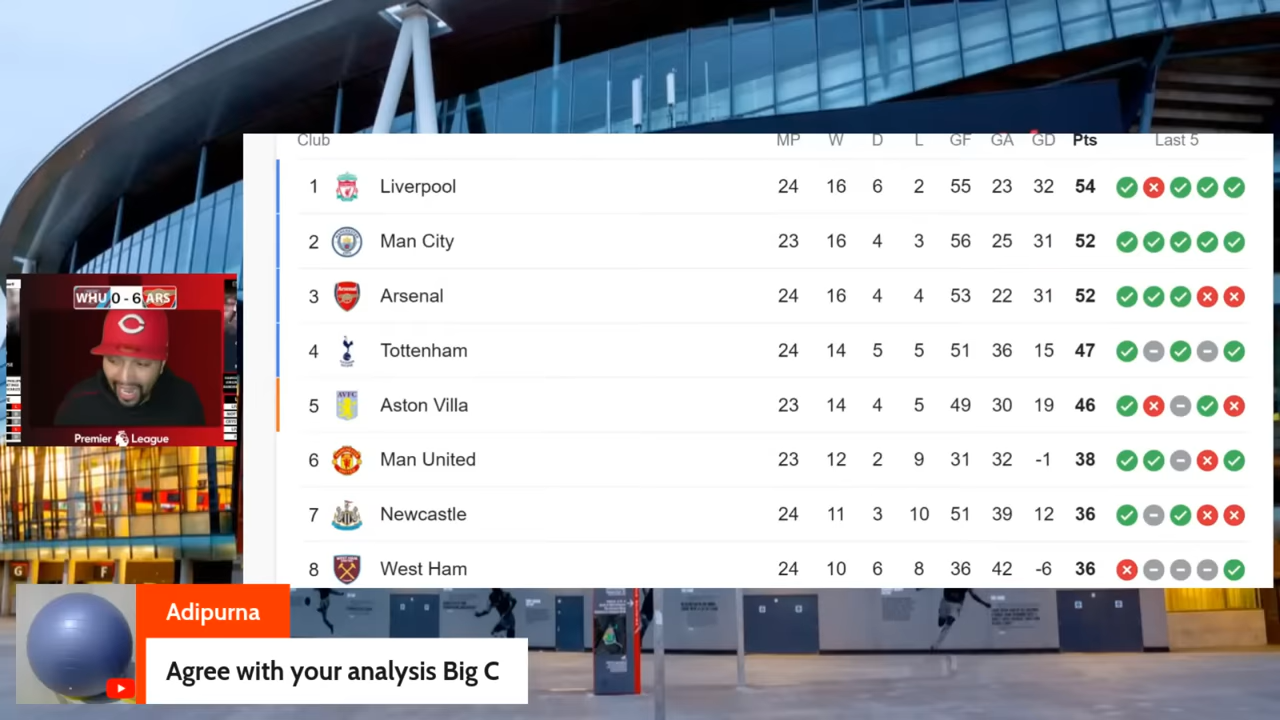 Club MP W D L GF GA GD Pts Last 5
1 Liverpool 24 16 6 2 55 23 32 54
2 Man City 23 16 4 3 56 25 31 52
3 Arsenal 24 16 4 4 53 22 31 52
4 Tottenham 24 14 5 5 51 36 15 47
5 Aston Villa 23 14 4 5 49 30 19 46
6 Man United 23 12 2 9 31 32 -1 38
7 Newcastle 24 11 3 10 51 39 12 36
8 West Ham 24 10 6 8 36 42 -6 36
WHU 0 - 6 ARS
C
Premier League
AVFC
Arsenal
G F
Adipurna
Agree with your analysis Big C